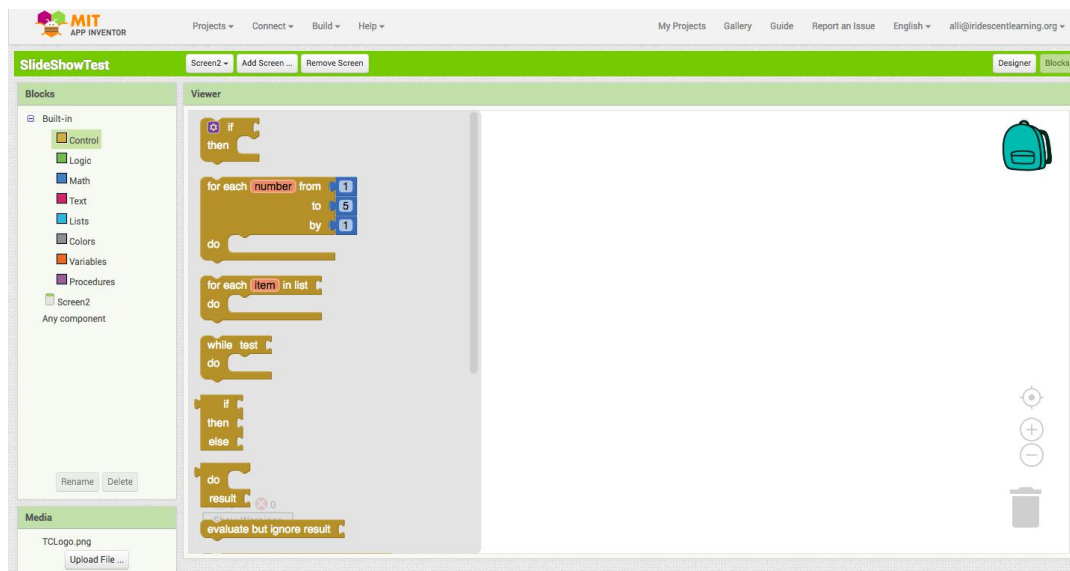 MIT
APP INVENTOR
Projects Connect Build Help
My Projects Gallery Guide Report an Issue English alli@iridescentlearning.org
SlideShowTest
Screen2 Add Screen ... Remove Screen
Designer Blocks
Blocks
Built-in
Control
Logic
Math
Text
Lists
Colors
Variables
Procedures
Screen2
Any component
Rename Delete
Media
TCLogo.png
Upload File ...
Viewer
if
then
for each number from 1
to 5
by 1
do
for each item in list
do
while test
do
if
then
else
do
result
0
Show Warnings
evaluate but ignore result